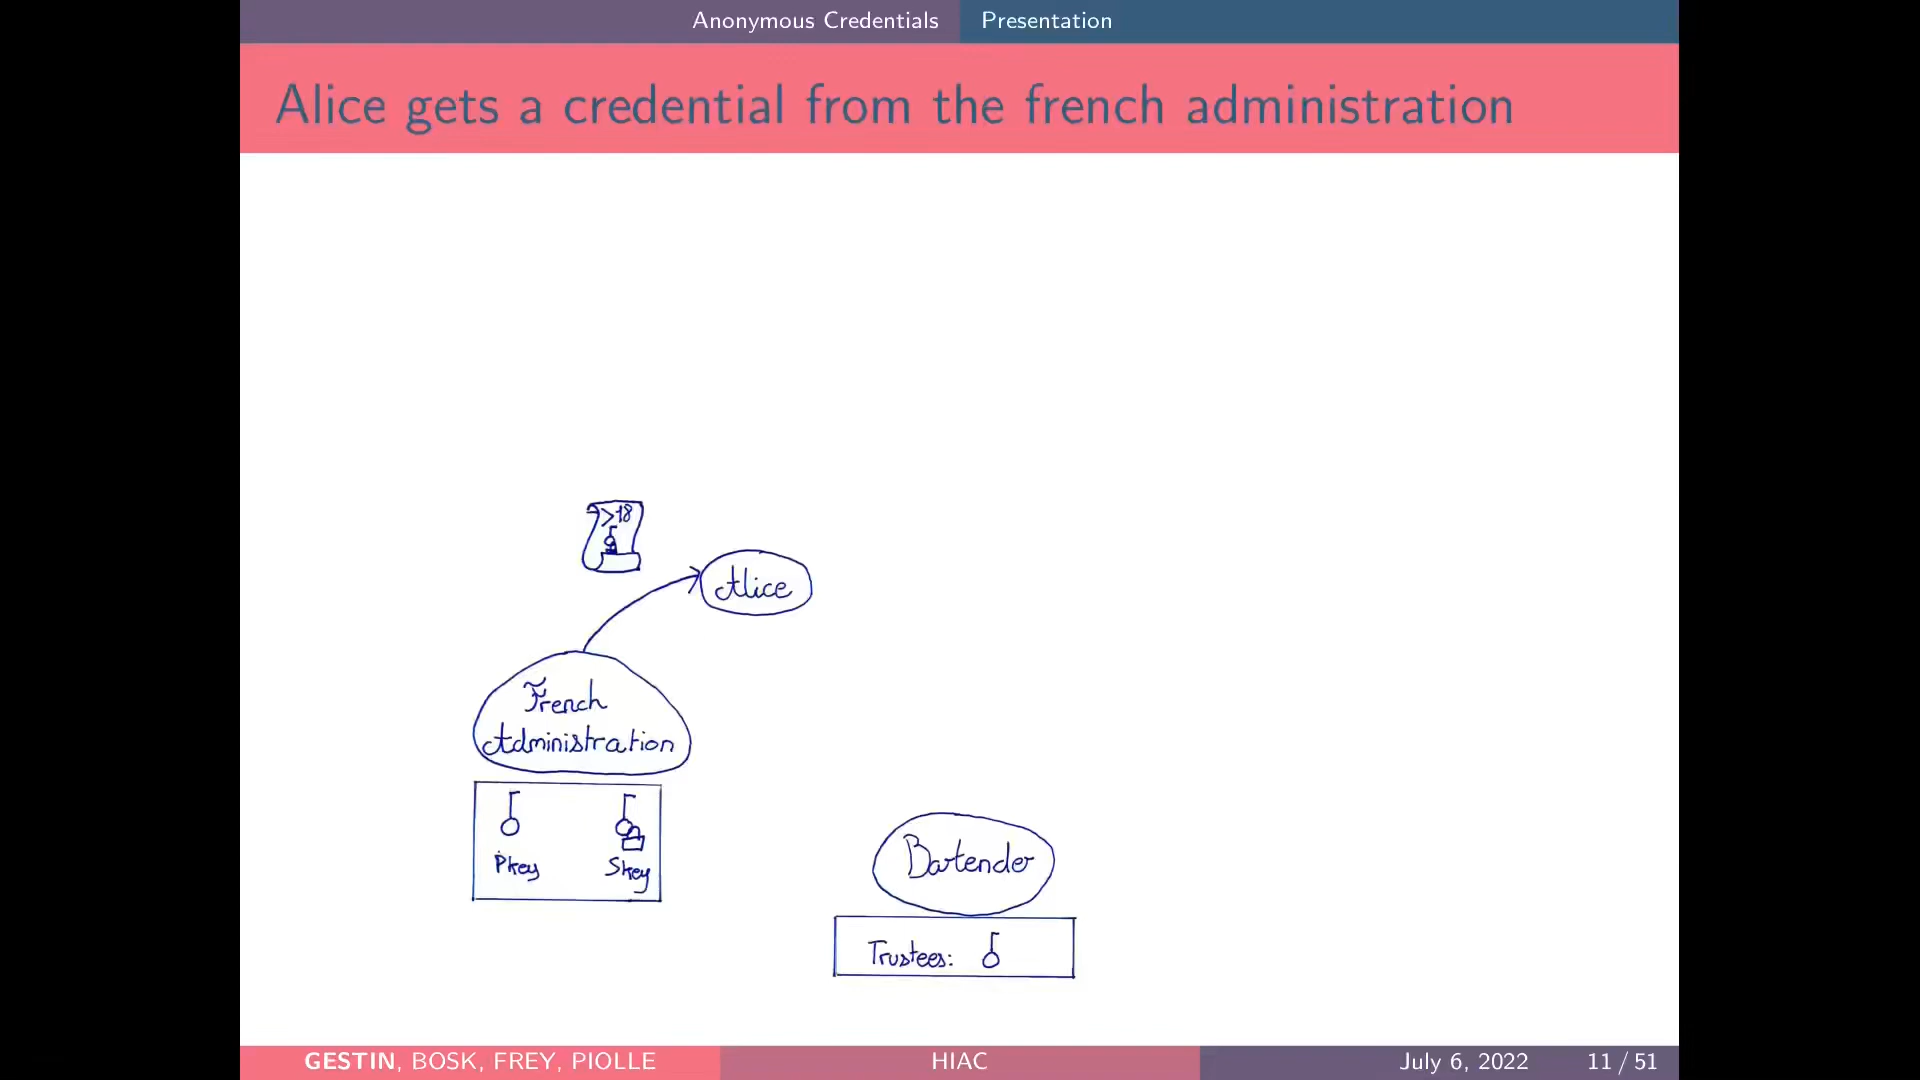 Anonymous Credentials Presentation
Alice gets a credential from the french administration
>18
Alice
French
Administration
Pkey Skey
Bartender
Trustees:
GESTIN, BOSK, FREY, PIOLLE HIAC July 6, 2022 11 / 51